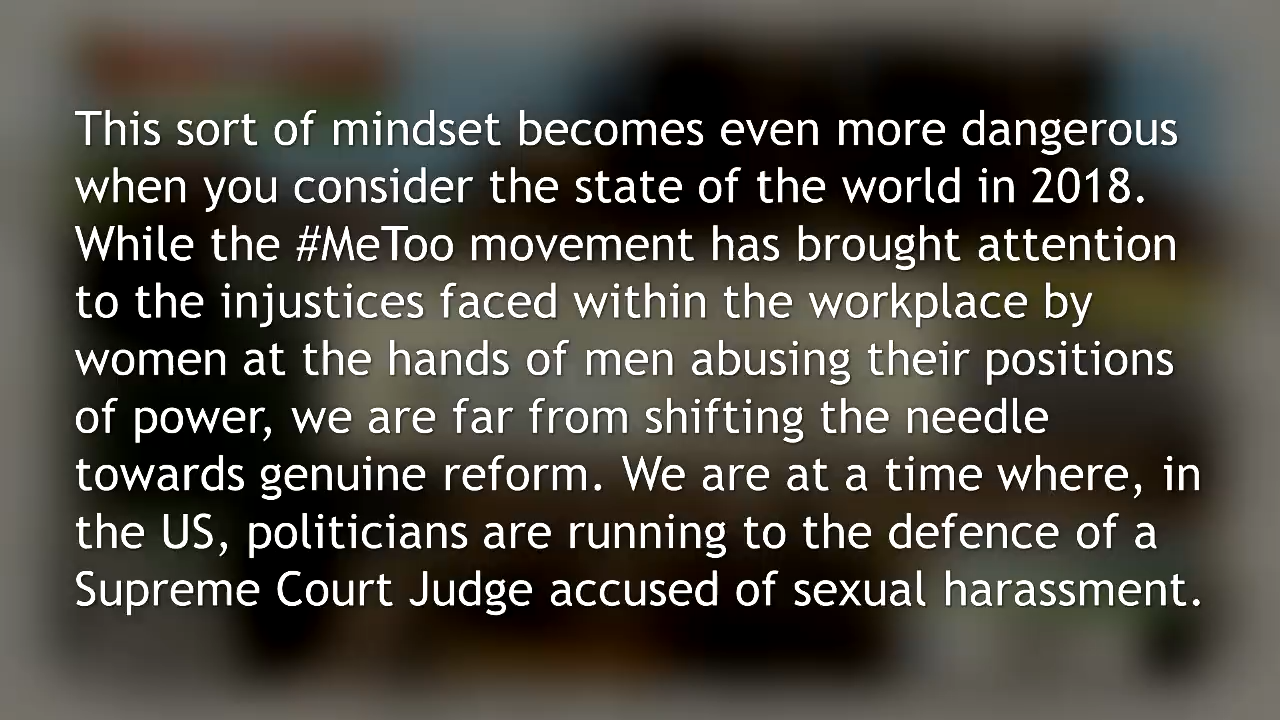 This sort of mindset becomes even more dangerous
when you consider the state of the world in 2018.
While the #MeToo movement has brought attention
to the injustices faced within the workplace by
women at the hands of men abusing their positions
of power, we are far from shifting the needle
towards genuine reform. We are at a time where, in
the US, politicians are running to the defence of a
Supreme Court Judge accused of sexual harassment.